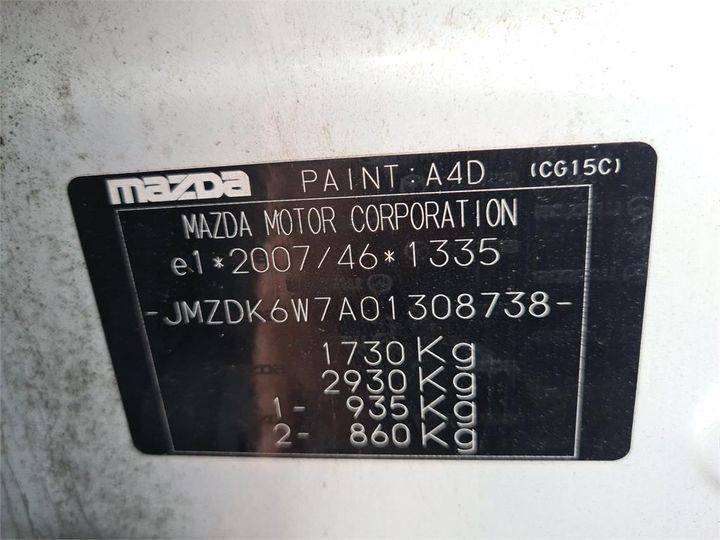 mazda PAINT:A4D (CG15C)
MAZDA MOTOR CORPORATION
e1*2007/46*1335
-JMZDK6W7A01308738-
1730Kg
2930Kg
1- 935Kg
2- 860Kg